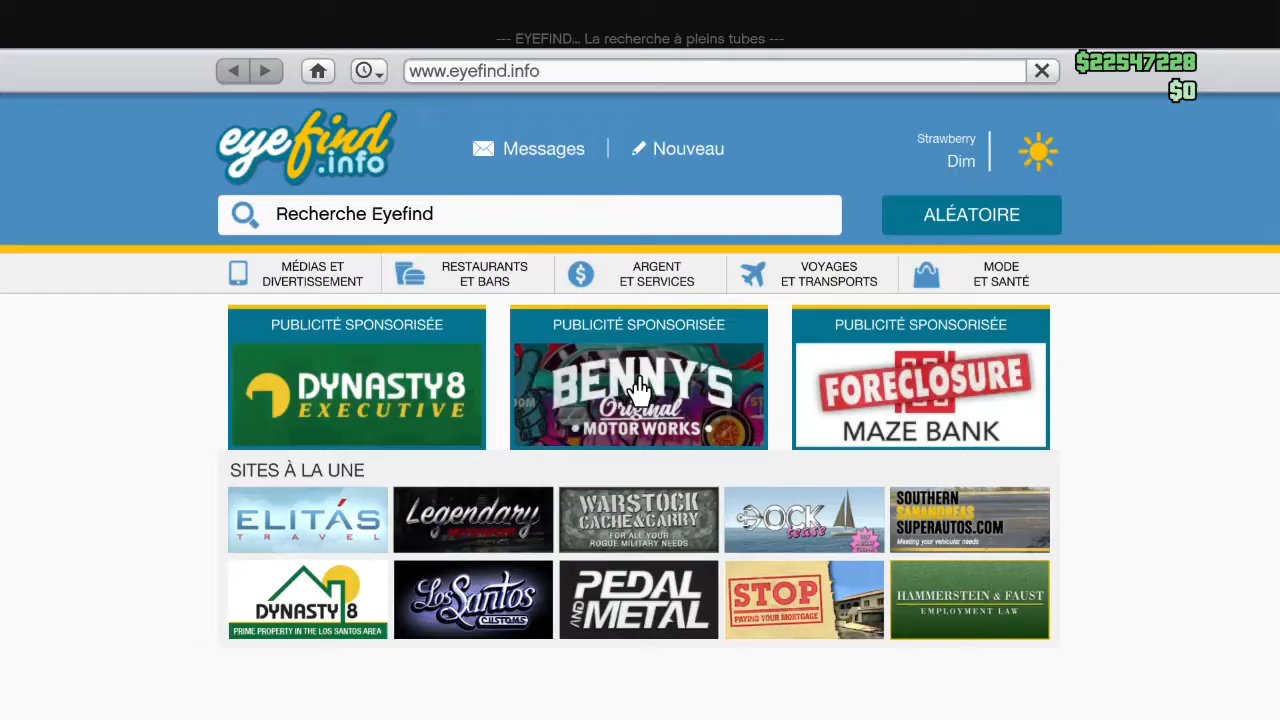 --- EYEFIND... La recherche à pleins tubes ---
www.eyefind.info
$22547228
$0
eyefind
.info
Messages
Nouveau
Strawberry
Dim
Recherche Eyefind
ALÉATOIRE
MÉDIAS ET
DIVERTISSEMENT
RESTAURANTS
ET BARS
ARGENT
ET SERVICES
VOYAGES
ET TRANSPORTS
MODE
ET SANTÉ
PUBLICITÉ SPONSORISÉE
DYNASTY 8
EXECUTIVE
PUBLICITÉ SPONSORISÉE
BENNY'S
Original
MOTOR WORKS
PUBLICITÉ SPONSORISÉE
FORECLOSURE
MAZE BANK
SITES À LA UNE
ELITÁS
TRAVEL
Legendary
WARSTOCK
CACHE & CARRY
FOR ALL YOUR
ROGUE MILITARY NEEDS
DOCK
tease
SOUTHERN
SANANDREAS
SUPERAUTOS.COM
Meeting your vehicular needs
DYNASTY 8
PRIME PROPERTY IN THE LOS SANTOS AREA
Los Santos
CUSTOMS
PEDAL
AND
METAL
STOP
PAYING YOUR MORTGAGE
HAMMERSTEIN & FAUST
EMPLOYMENT LAW